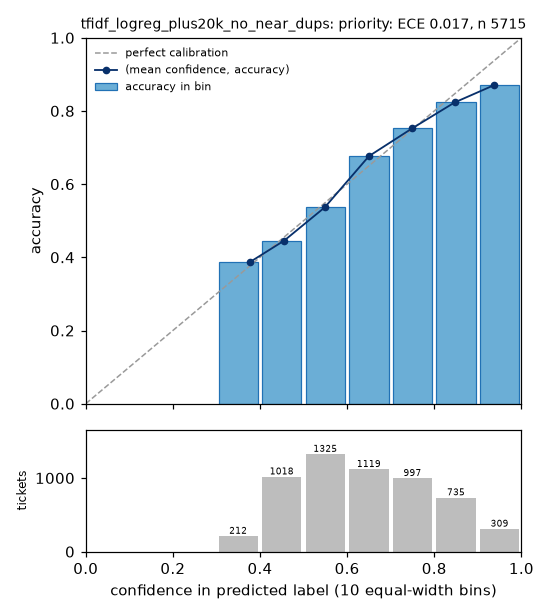 tfidf_logreg_plus20k_no_near_dups: priority: ECE 0.017, n 5715
perfect calibration
(mean confidence, accuracy)
accuracy in bin
accuracy
1.0
0.8
0.6
0.4
0.2
0.0
tickets
1000
0
212
1018
1325
1119
997
735
309
0.0 0.2 0.4 0.6 0.8 1.0
confidence in predicted label (10 equal-width bins)